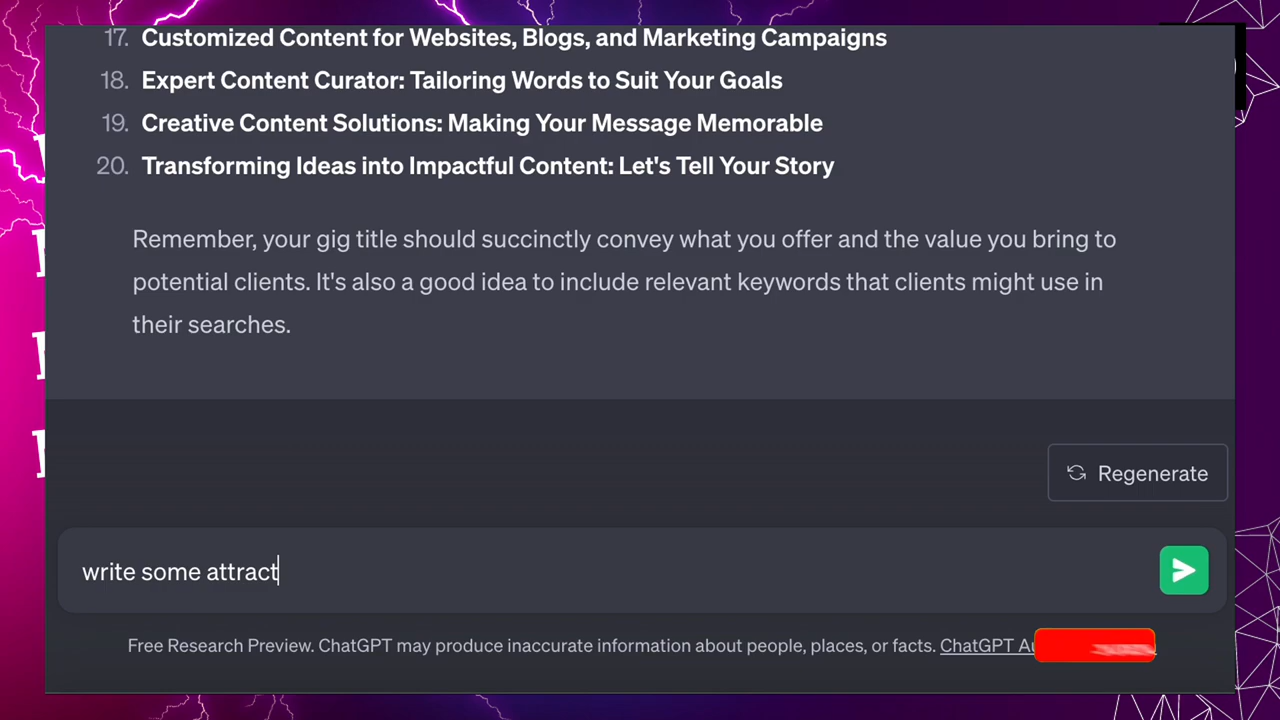 17. Customized Content for Websites, Blogs, and Marketing Campaigns
18. Expert Content Curator: Tailoring Words to Suit Your Goals
19. Creative Content Solutions: Making Your Message Memorable
20. Transforming Ideas into Impactful Content: Let's Tell Your Story
Remember, your gig title should succinctly convey what you offer and the value you bring to
potential clients. It's also a good idea to include relevant keywords that clients might use in
their searches.
Regenerate
write some attract
Free Research Preview. ChatGPT may produce inaccurate information about people, places, or facts. ChatGPT